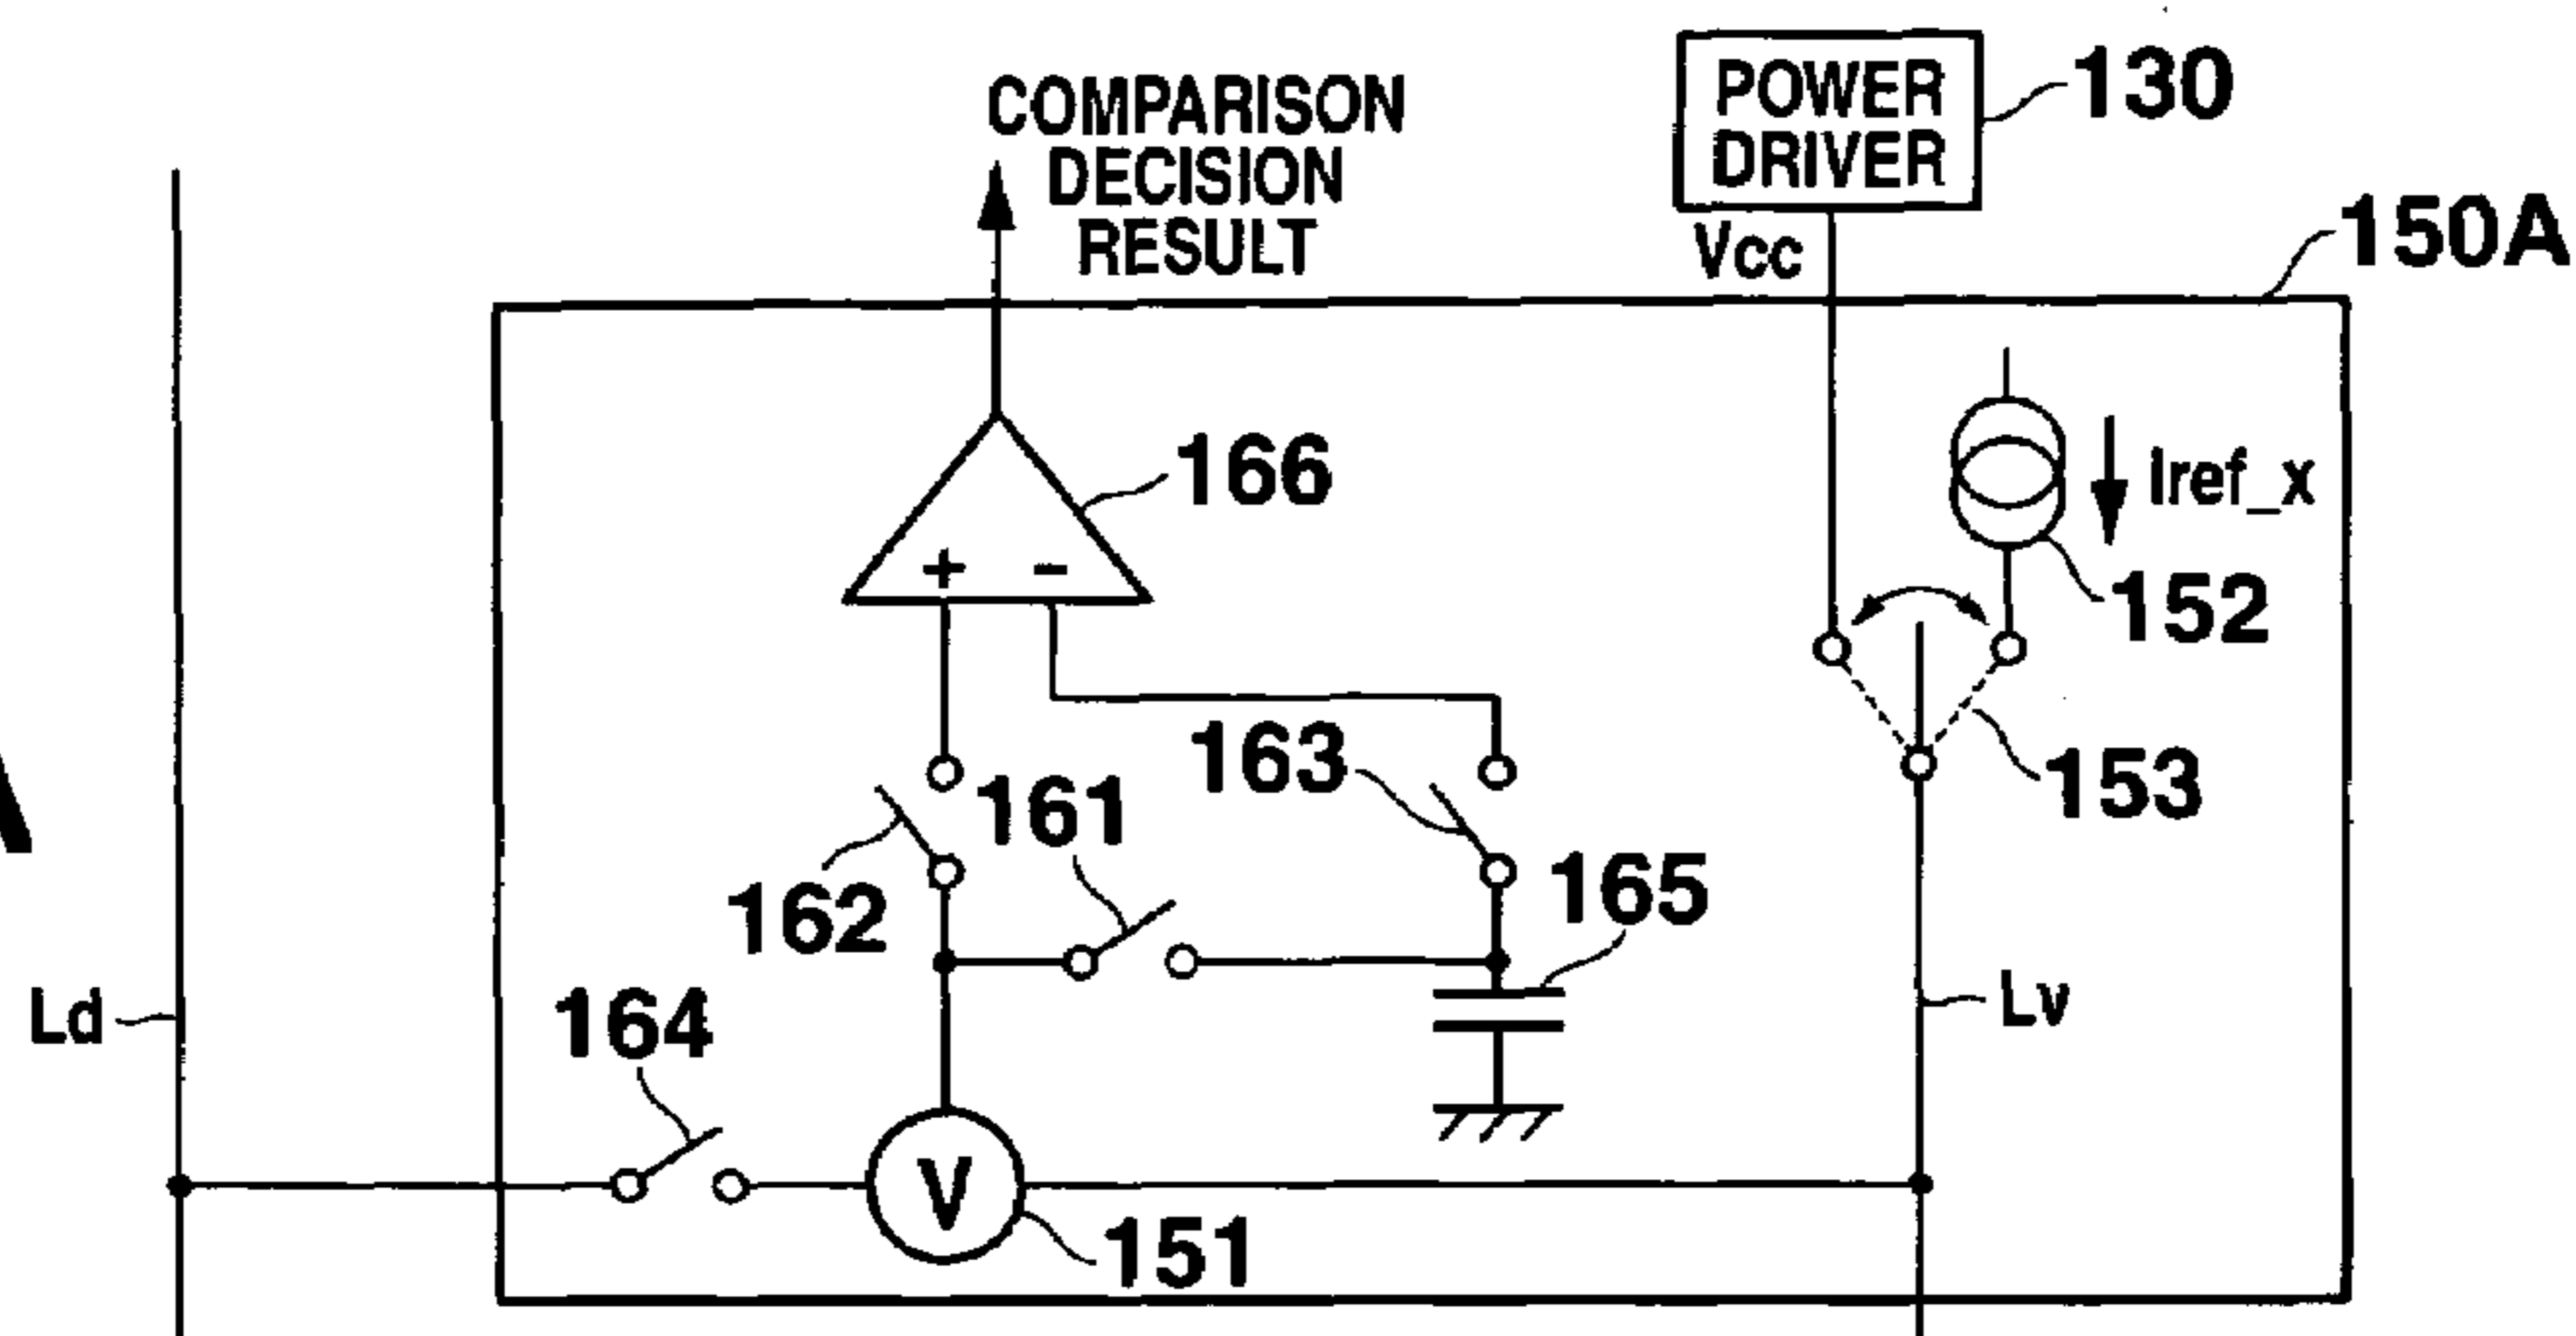 COMPARISON
DECISION
RESULT
POWER
DRIVER
130
Vcc
150A
166
+ -
Iref_x
152
153
163
161
162
165
Ld
164
Lv
V
151